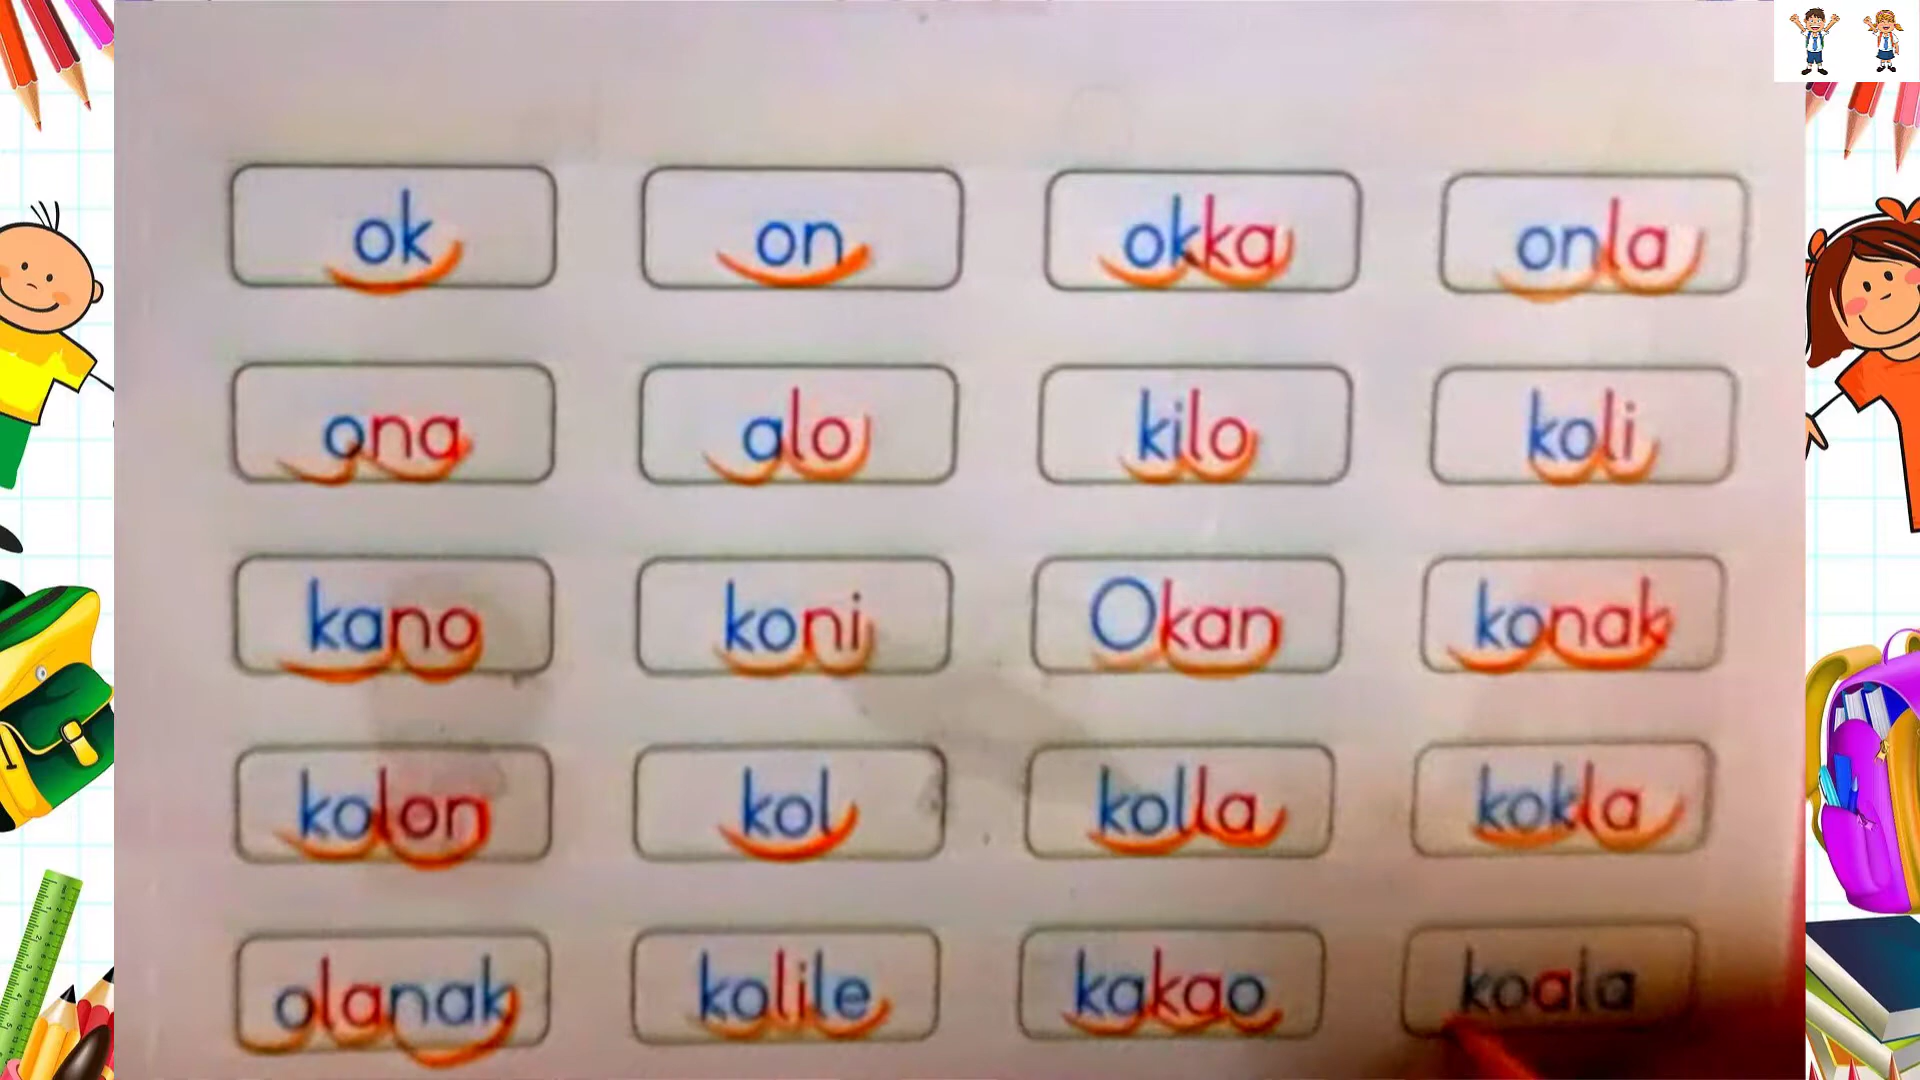 ok on okka onla
ona alo kilo koli
kano koni Okan konak
kolon kol kolla kokla
olanak kolile kakao koala